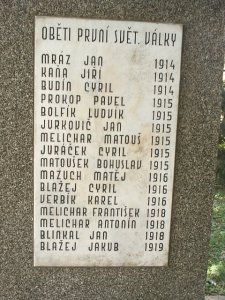 OBĚTI PRVNÍ SVĚT. VÁLKY
MRÁZ JAN 1914
KAŇA JIŘÍ 1914
BUDÍN CYRIL 1914
PROKOP PAVEL 1915
BOLFÍK LUDVÍK 1915
JURKOVIČ JAN 1915
MELICHAR MATOUŠ 1915
JURÁČEK CYRIL 1915
MATOUŠEK BOHUSLAV 1915
MAZUCH MATĚJ 1916
BLAŽEJ CYRIL 1916
VERBÍK KAREL 1916
MELICHAR FRANTIŠEK 1918
MELICHAR ANTONÍN 1918
BLINKAL JAN 1918
BLAŽEJ JAKUB 1919